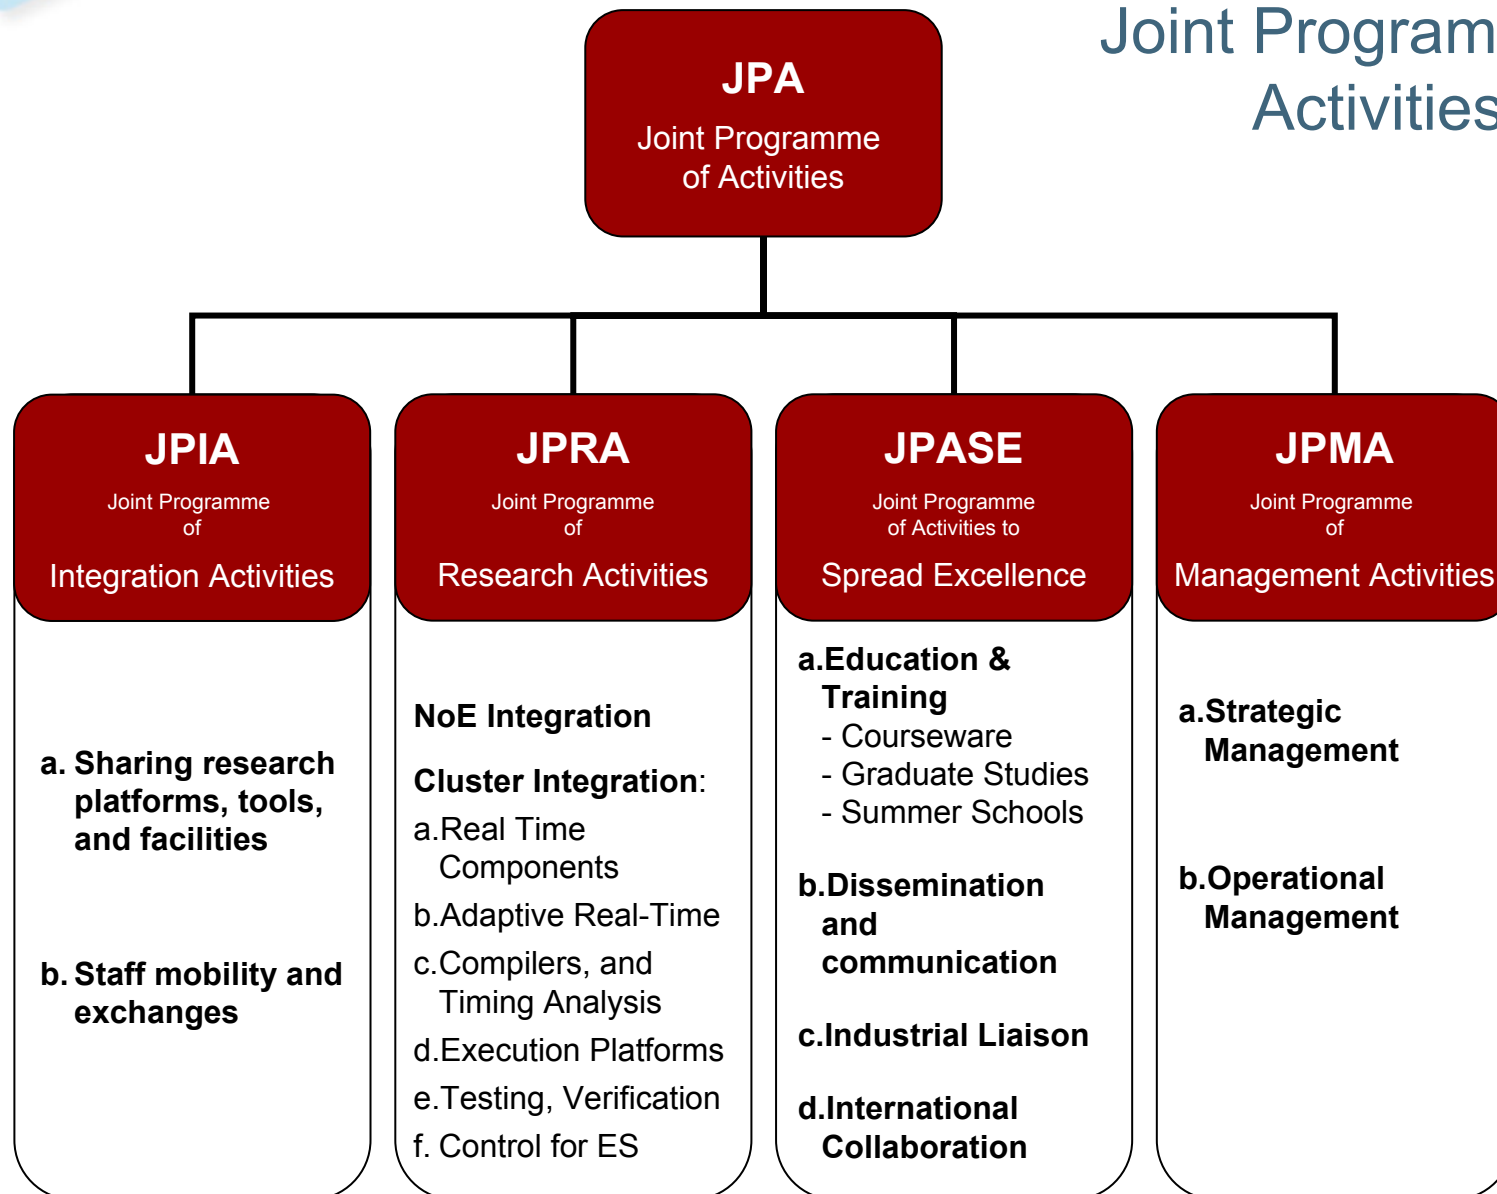 Joint Program
Activities
JPA
Joint Programme
of Activities
JPIA
Joint Programme
of
Integration Activities
a. Sharing research
platforms, tools,
and facilities
b. Staff mobility and
exchanges
JPRA
Joint Programme
of
Research Activities
NoE Integration
Cluster Integration:
a.Real Time
Components
b.Adaptive Real-Time
c.Compilers, and
Timing Analysis
d.Execution Platforms
e.Testing, Verification
f. Control for ES
JPASE
Joint Programme
of Activities to
Spread Excellence
a.Education &
Training
- Courseware
- Graduate Studies
- Summer Schools
b.Dissemination
and
communication
c.Industrial Liaison
d.International
Collaboration
JPMA
Joint Programme
of
Management Activities
a.Strategic
Management
b.Operational
Management